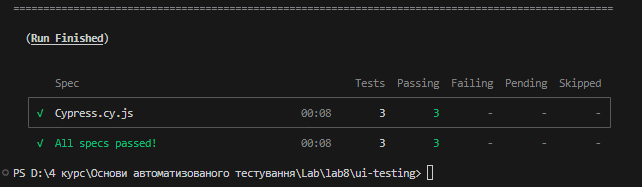 ================================================================================
(Run Finished)
Spec Tests Passing Failing Pending Skipped
√ Cypress.cy.js 00:08 3 3 - - -
√ All specs passed! 00:08 3 3 - - -
PS D:\4 курс\Основи автоматизованого тестування\Lab\lab8\ui-testing>